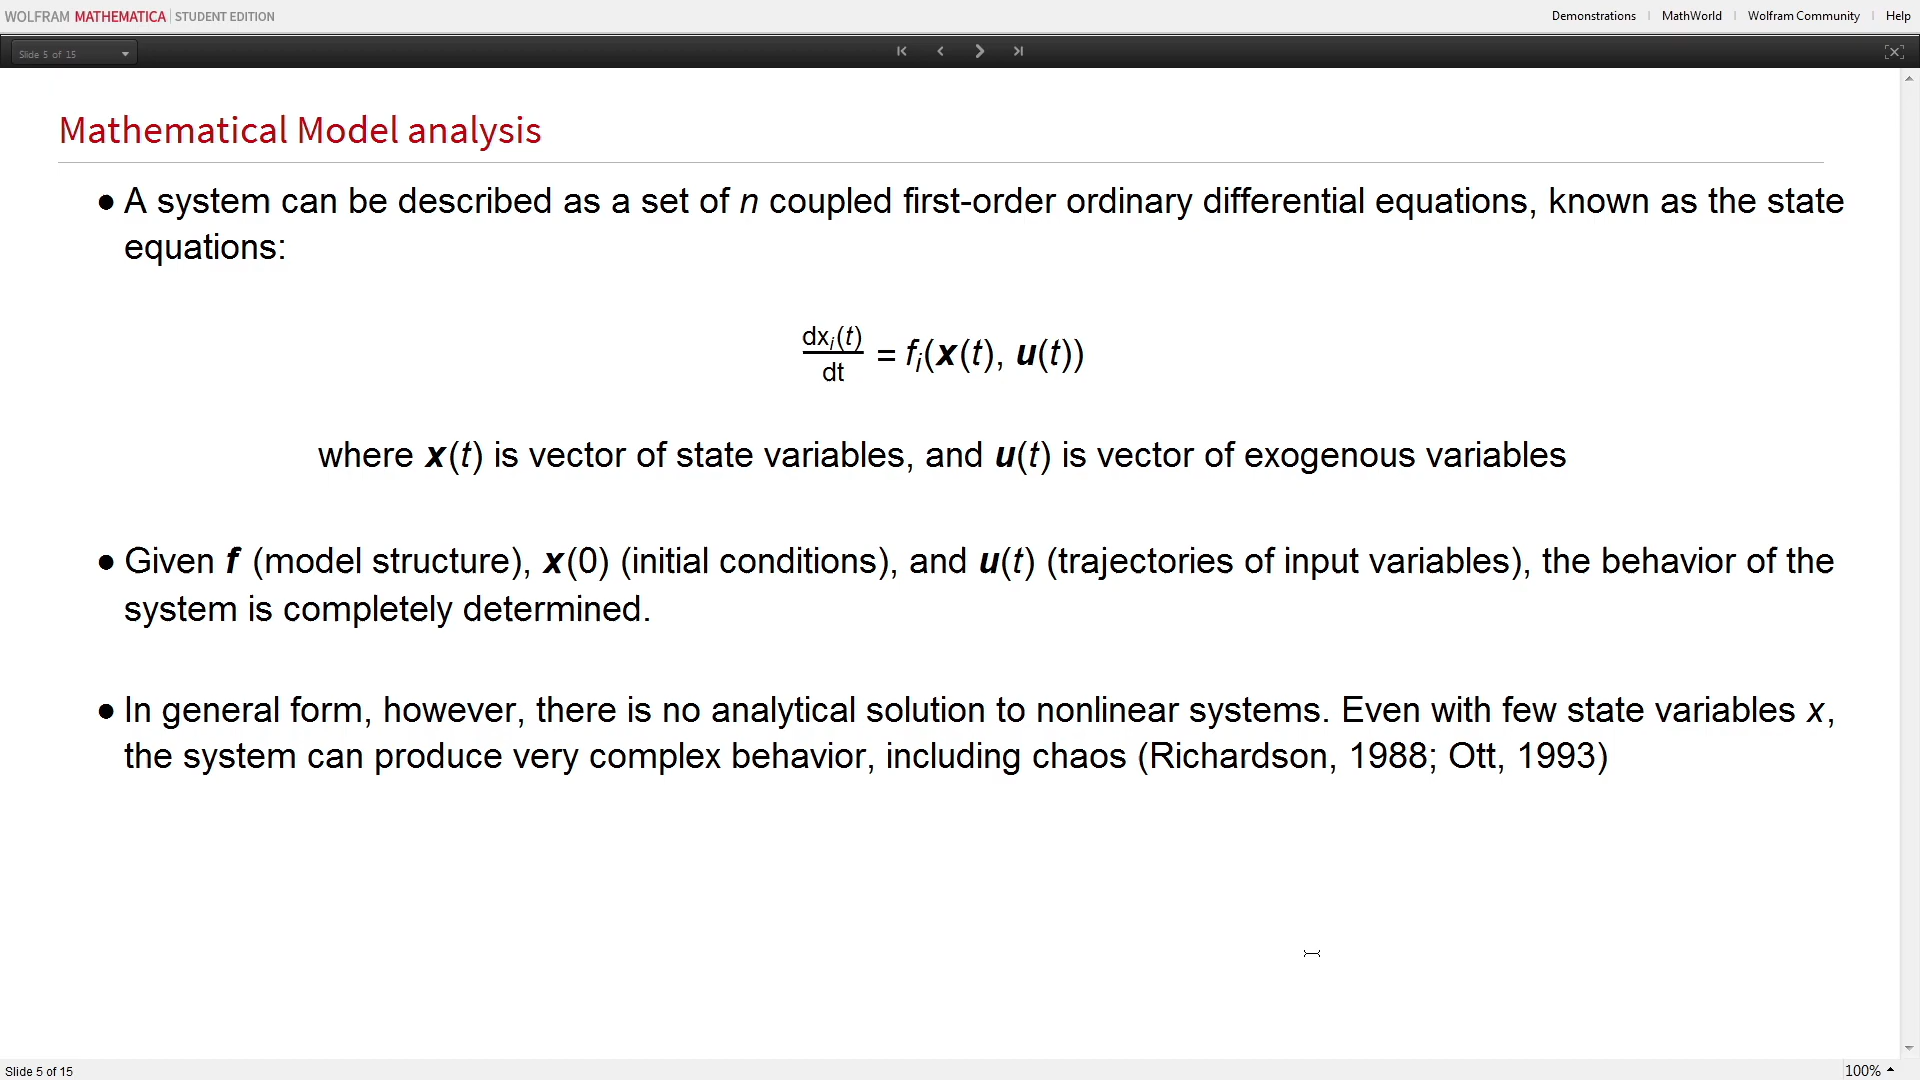 WOLFRAM MATHEMATICA | STUDENT EDITION
Demonstrations | MathWorld | Wolfram Community | Help
Slide 5 of 15
Mathematical Model analysis
● A system can be described as a set of n coupled first-order ordinary differential equations, known as the state
equations:
dxᵢ(t)/dt = fᵢ(x(t), u(t))
where x(t) is vector of state variables, and u(t) is vector of exogenous variables
● Given f (model structure), x(0) (initial conditions), and u(t) (trajectories of input variables), the behavior of the
system is completely determined.
● In general form, however, there is no analytical solution to nonlinear systems. Even with few state variables x,
the system can produce very complex behavior, including chaos (Richardson, 1988; Ott, 1993)
Slide 5 of 15
100%